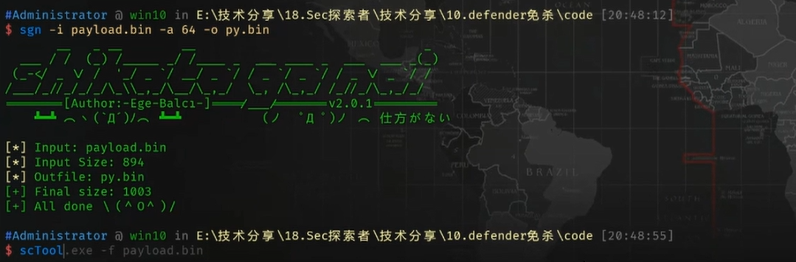 #Administrator @ win10 in E:\技术分享\18.Sec探索者\技术分享\10.defender免杀\code [20:48:12]
$ sgn -i payload.bin -a 64 -o py.bin
[Author:-Ege-Balcı-] v2.0.1
┻━┻ ︵ヽ(`Д´)ﾉ︵ ┻━┻ (ノ ゜Д゜)ノ ︵ 仕方がない
[*] Input: payload.bin
[*] Input Size: 894
[*] Outfile: py.bin
[+] Final size: 1003
[+] All done \(^O^)/
#Administrator @ win10 in E:\技术分享\18.Sec探索者\技术分享\10.defender免杀\code [20:48:55]
$ scTool.exe -f payload.bin
BRAZIL